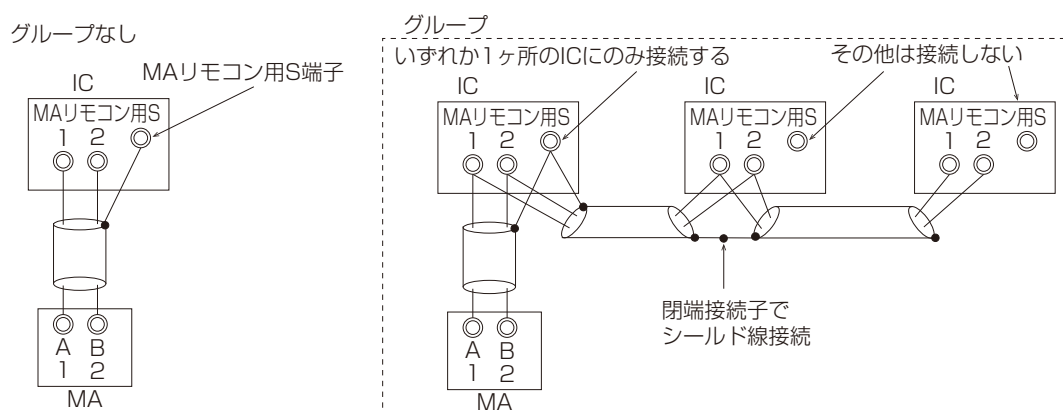 グループなし
MAリモコン用S端子
IC
MAリモコン用S
1 2
A B
1 2
MA
グループ
いずれか1ヶ所のICにのみ接続する
その他は接続しない
IC
MAリモコン用S
1 2
IC
MAリモコン用S
1 2
IC
MAリモコン用S
1 2
閉端接続子で
シールド線接続
A B
1 2
MA